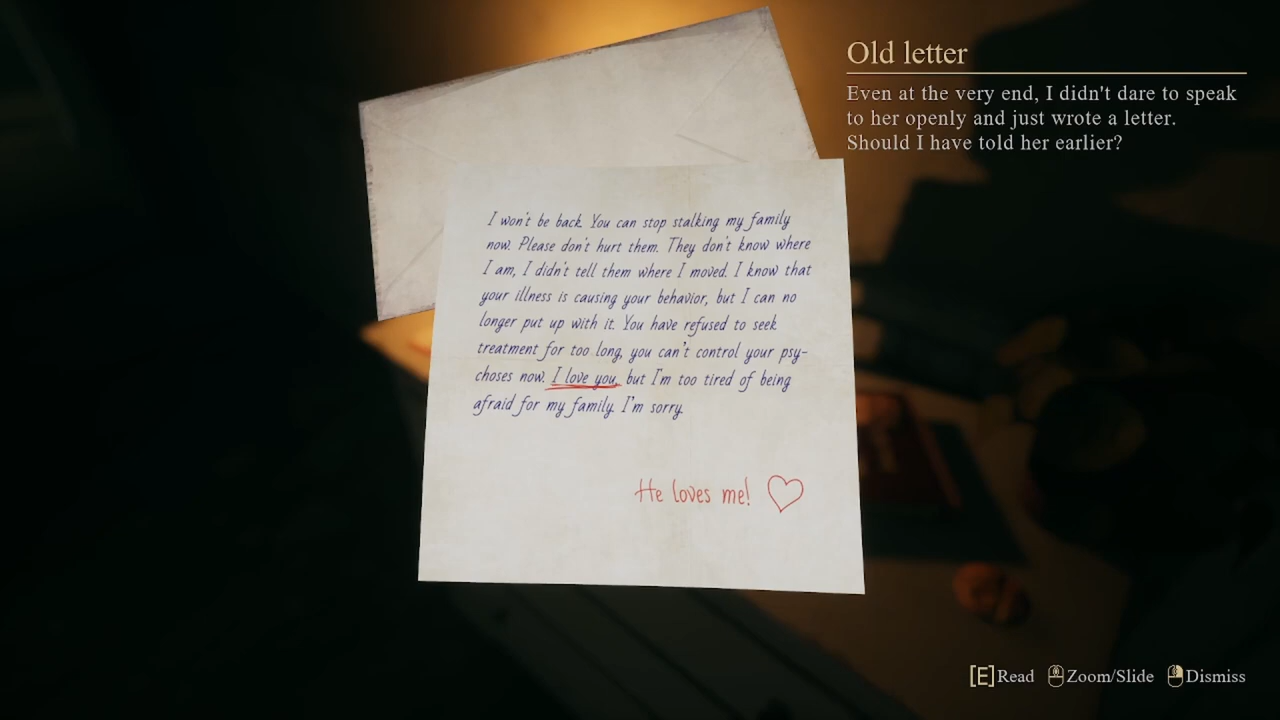 Old letter
Even at the very end, I didn't dare to speak
to her openly and just wrote a letter.
Should I have told her earlier?
I won't be back. You can stop stalking my family
now. Please don't hurt them. They don't know where
I am, I didn't tell them where I moved. I know that
your illness is causing your behavior, but I can no
longer put up with it. You have refused to seek
treatment for too long, you can't control your psy-
choses now. I love you, but I'm too tired of being
afraid for my family. I'm sorry.
He loves me!
[E]Read Zoom/Slide Dismiss